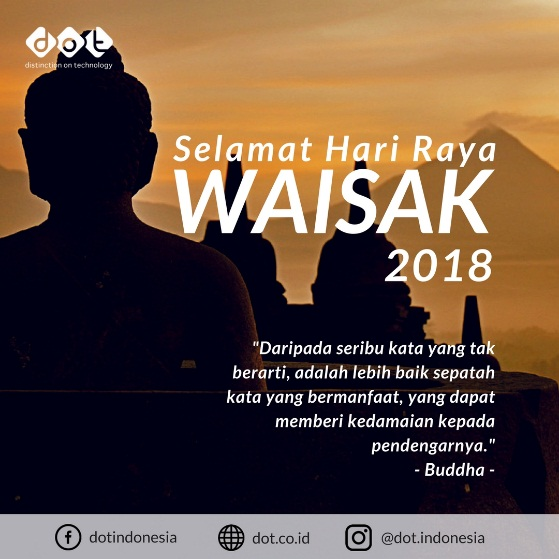 dot
distinction on technology
Selamat Hari Raya
WAISAK
2018
"Daripada seribu kata yang tak
berarti, adalah lebih baik sepatah
kata yang bermanfaat, yang dapat
memberi kedamaian kepada
pendengarnya."
- Buddha -
dotindonesia
dot.co.id
@dot.indonesia